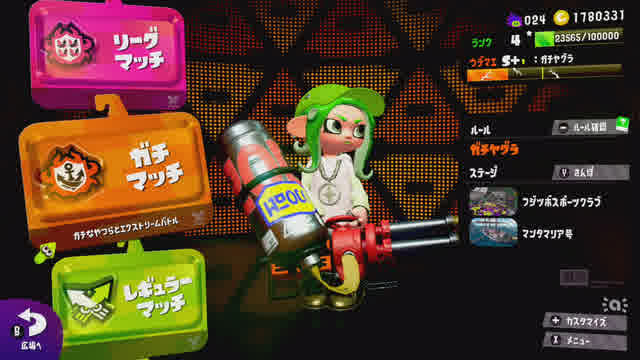 リーグ
マッチ
ガチ
マッチ
ガチなやつらとエクストリームバトル
レギュラー
マッチ
B
広場へ
024
1780331
ランク
4
23565/100000
ウデマエ
S+
: ガチヤグラ
ルール
ルール確認
ガチヤグラ
ステージ
Y
さんぽ
フジツボスポーツクラブ
マンタマリア号
+
カスタマイズ
X
メニュー